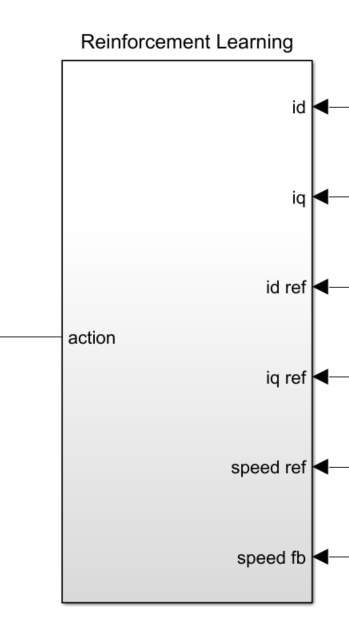 Reinforcement Learning
id
iq
id ref
action
iq ref
speed ref
speed fb